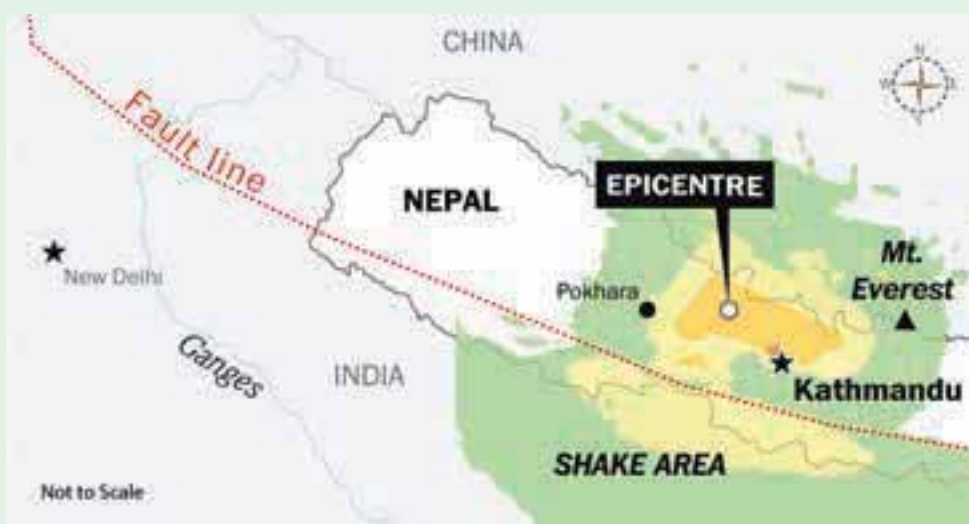 CHINA
N
W
Fault line
EPICENTRE
NEPAL
Mt.
Everest
New Delhi
Pokhara
Ganges
INDIA
Kathmandu
SHAKE AREA
Not to Scale